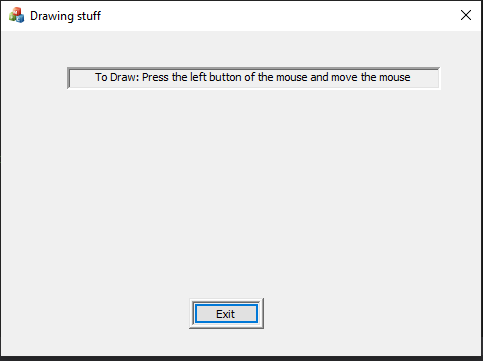 Drawing stuff
To Draw: Press the left button of the mouse and move the mouse
Exit